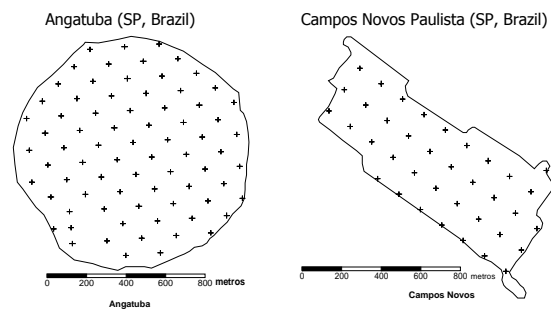 Angatuba (SP, Brazil)
Campos Novos Paulista (SP, Brazil)
0 200 400 600 800 metros
Angatuba
0 200 400 600 800 metros
Campos Novos